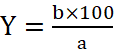 Y = b×100
a